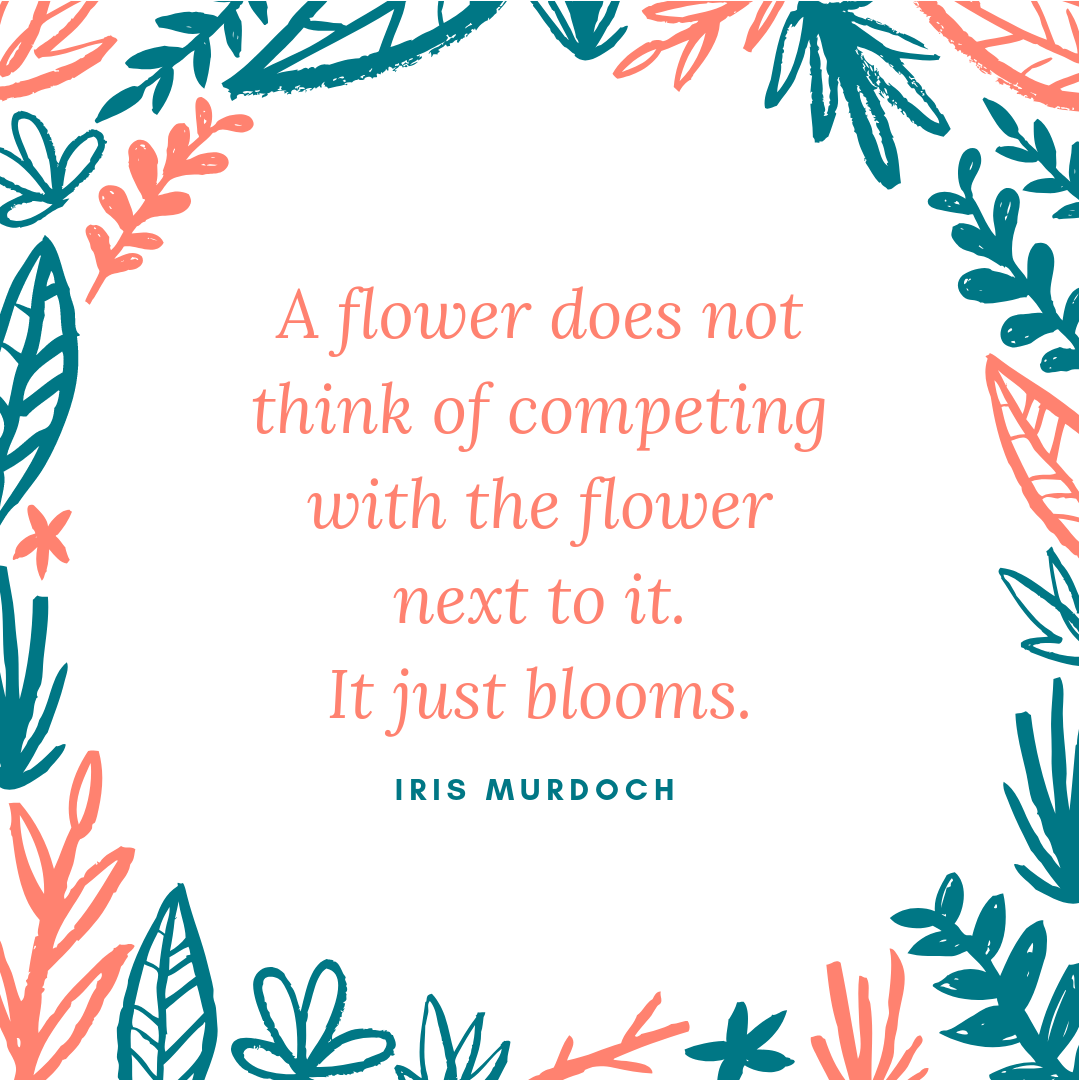 A flower does not
think of competing
with the flower
next to it.
It just blooms.
IRIS MURDOCH